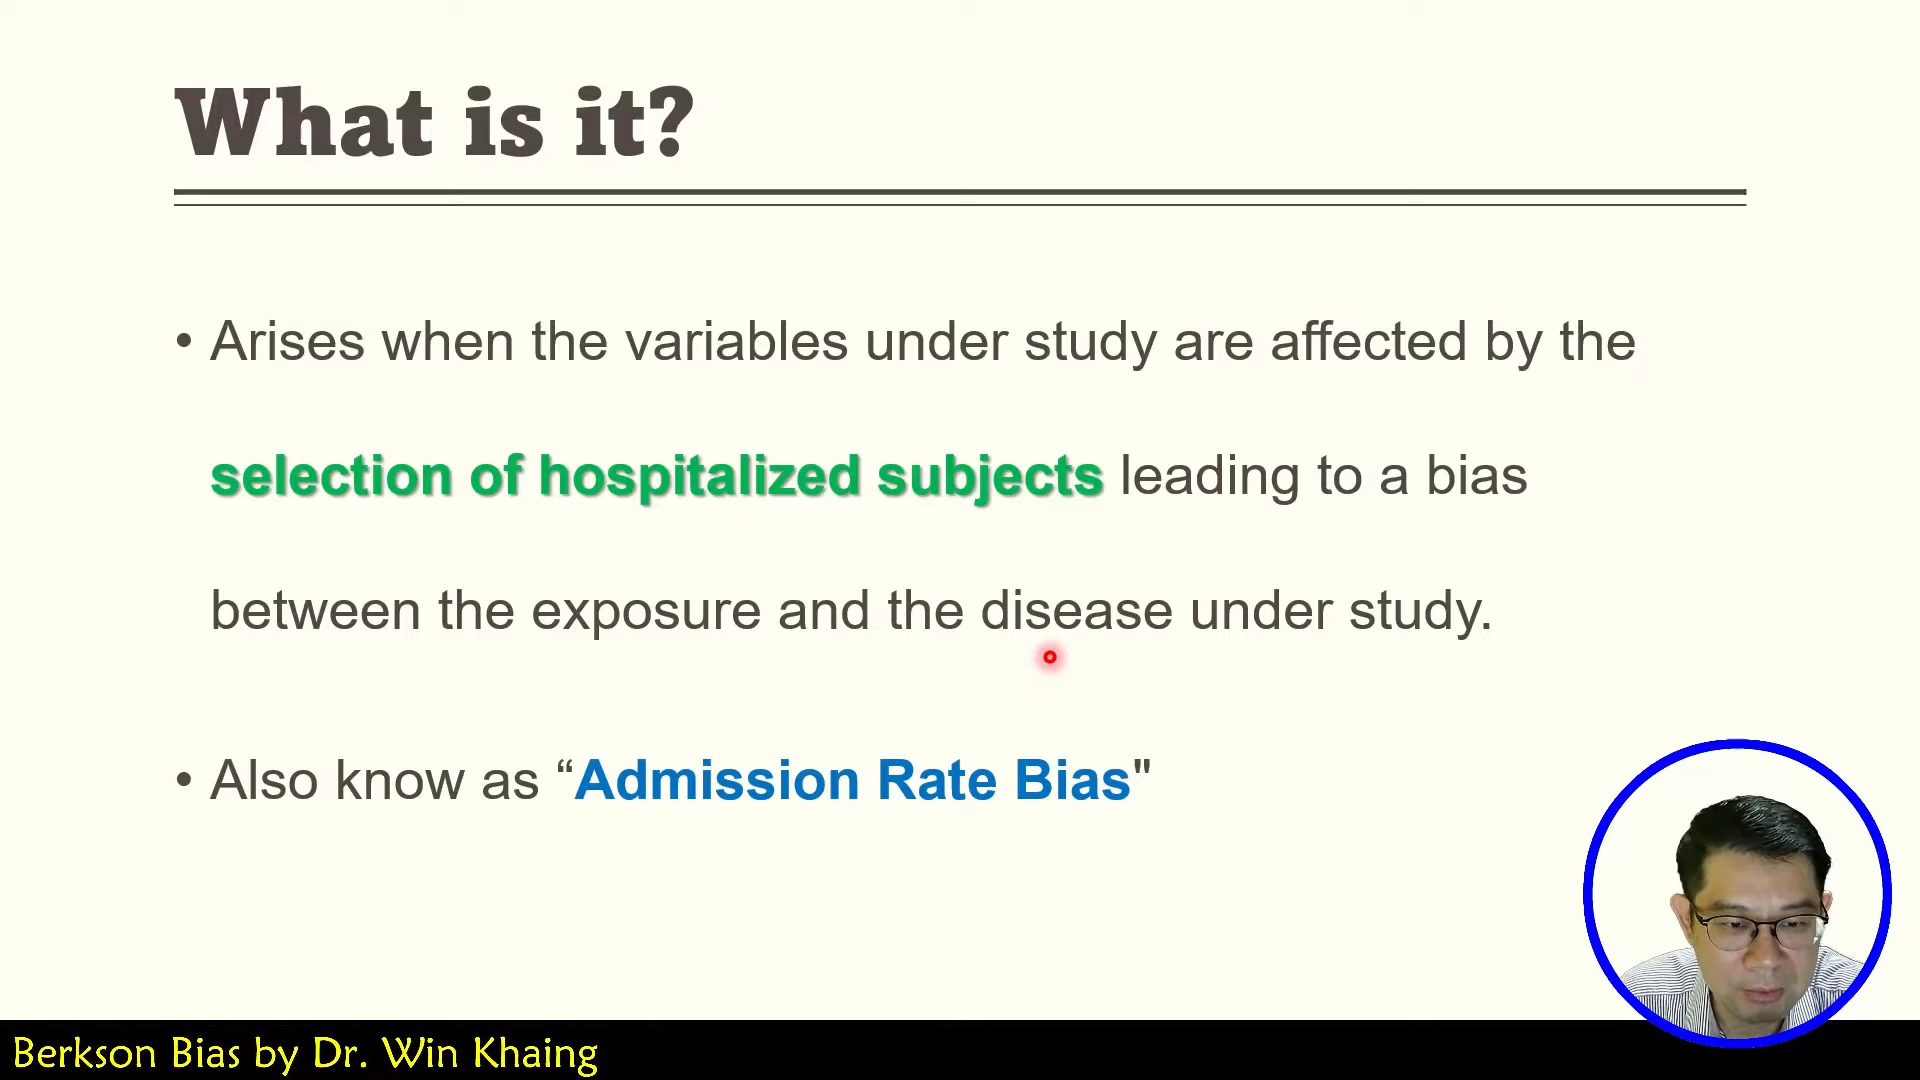 What is it?
• Arises when the variables under study are affected by the
selection of hospitalized subjects leading to a bias
between the exposure and the disease under study.
• Also know as “Admission Rate Bias"
Berkson Bias by Dr. Win Khaing